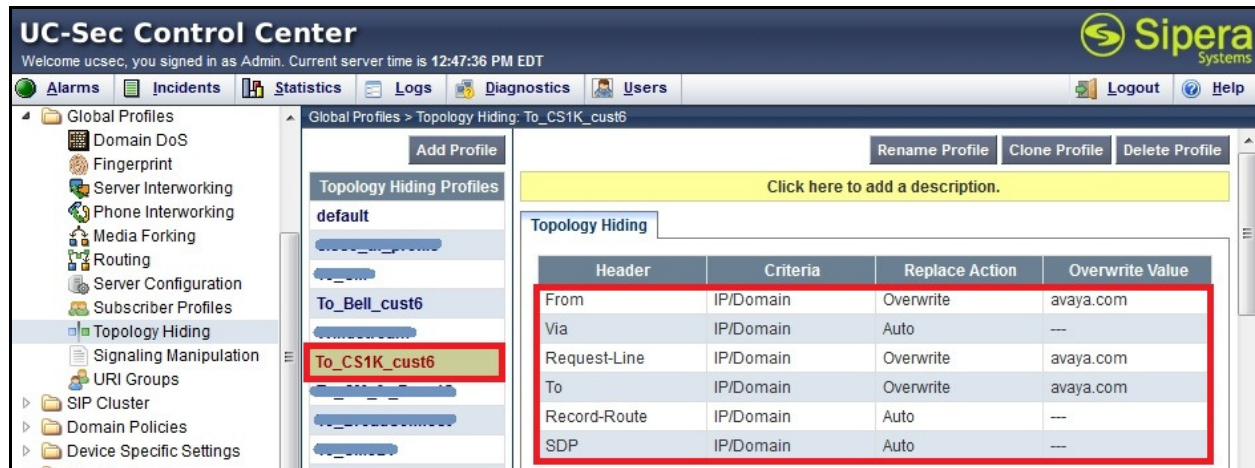 UC-Sec Control Center
Welcome ucsec, you signed in as Admin. Current server time is 12:47:36 PM EDT
Sipera
Systems
Alarms Incidents Statistics Logs Diagnostics Users Logout Help
Global Profiles
Domain DoS
Fingerprint
Server Interworking
Phone Interworking
Media Forking
Routing
Server Configuration
Subscriber Profiles
Topology Hiding
Signaling Manipulation
URI Groups
SIP Cluster
Domain Policies
Device Specific Settings
Global Profiles > Topology Hiding: To_CS1K_cust6
Add Profile
Topology Hiding Profiles
default
To_Bell_cust6
To_CS1K_cust6
Rename Profile Clone Profile Delete Profile
Click here to add a description.
Topology Hiding
Header Criteria Replace Action Overwrite Value
From IP/Domain Overwrite avaya.com
Via IP/Domain Auto ---
Request-Line IP/Domain Overwrite avaya.com
To IP/Domain Overwrite avaya.com
Record-Route IP/Domain Auto ---
SDP IP/Domain Auto ---